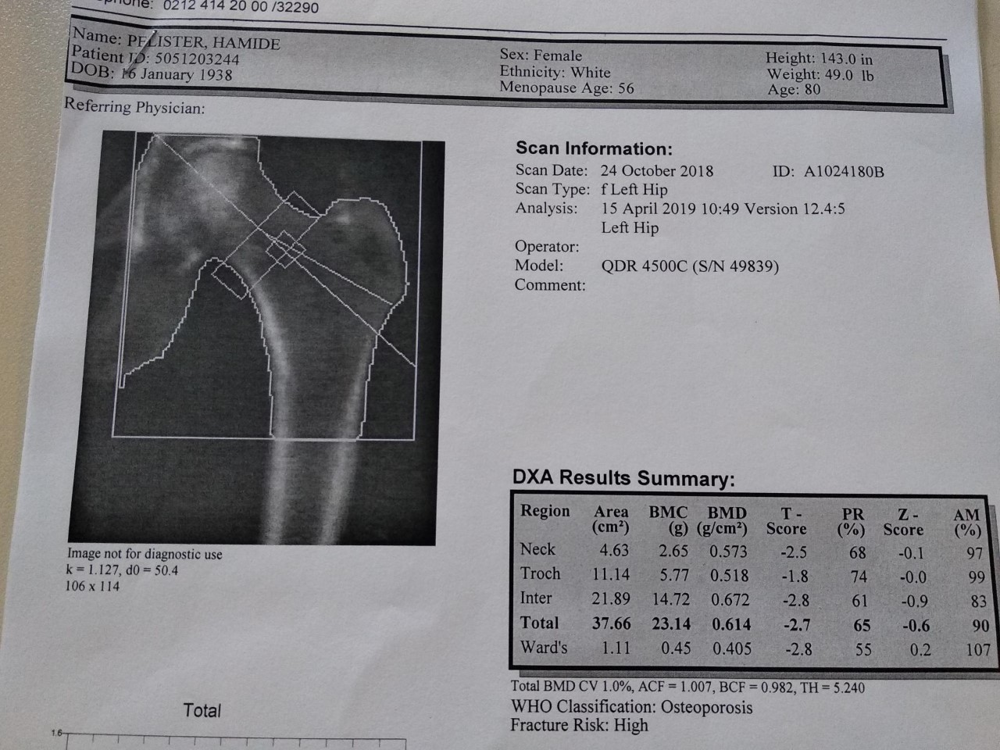 0212 414 20 00 /32290
Name: PFLISTER, HAMIDE
Patient ID: 5051203244
DOB: 16 January 1938
Sex: Female
Ethnicity: White
Menopause Age: 56
Height: 143.0 in
Weight: 49.0 lb
Age: 80
Referring Physician:
Image not for diagnostic use
k = 1.127, d0 = 50.4
106 x 114
Scan Information:
Scan Date: 24 October 2018 ID: A1024180B
Scan Type: f Left Hip
Analysis: 15 April 2019 10:49 Version 12.4:5
Left Hip
Operator:
Model: QDR 4500C (S/N 49839)
Comment:
DXA Results Summary:
Region Area BMC BMD T - PR Z - AM
(cm²) (g) (g/cm²) Score (%) Score (%)
Neck 4.63 2.65 0.573 -2.5 68 -0.1 97
Troch 11.14 5.77 0.518 -1.8 74 -0.0 99
Inter 21.89 14.72 0.672 -2.8 61 -0.9 83
Total 37.66 23.14 0.614 -2.7 65 -0.6 90
Ward's 1.11 0.45 0.405 -2.8 55 0.2 107
Total BMD CV 1.0%, ACF = 1.007, BCF = 0.982, TH = 5.240
WHO Classification: Osteoporosis
Fracture Risk: High
Total
1.6